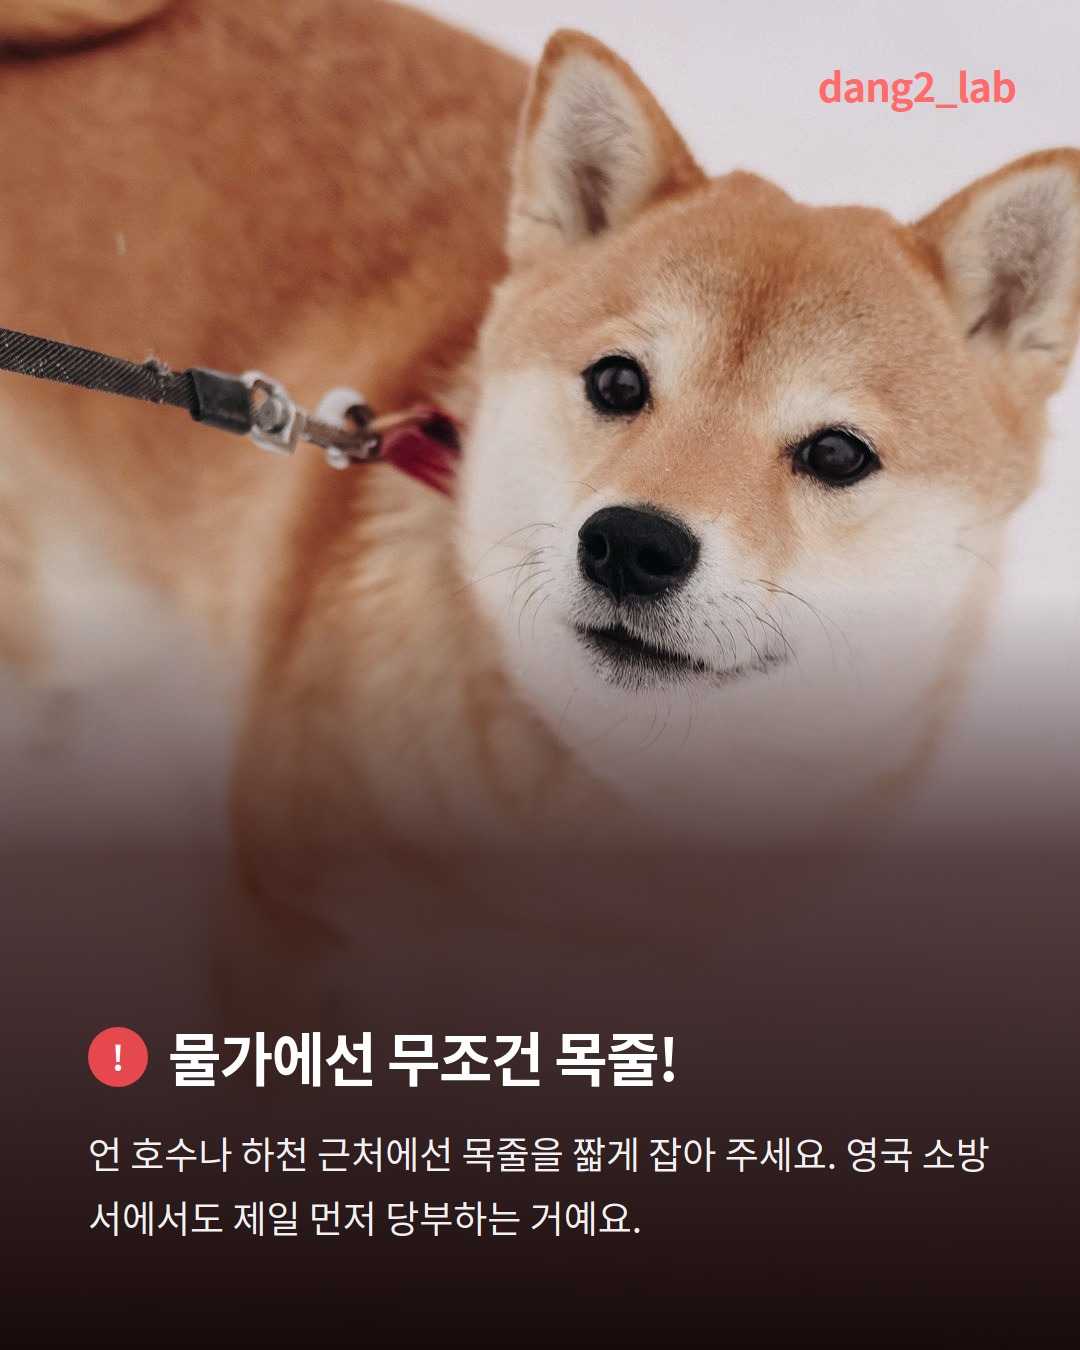 dang2_lab
! 물가에선 무조건 목줄!
언 호수나 하천 근처에선 목줄을 짧게 잡아 주세요. 영국 소방
서에서도 제일 먼저 당부하는 거예요.